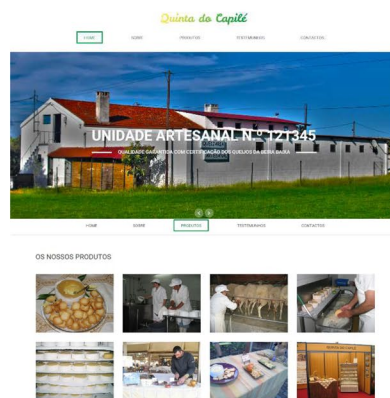 Quinta do Capilé
HOME SOBRE PRODUTOS TESTEMUNHOS CONTACTOS
UNIDADE ARTESANAL N.º 121345
QUALIDADE GARANTIDA COM CERTIFICAÇÃO DOS QUEIJOS DA BEIRA BAIXA
HOME SOBRE PRODUTOS TESTEMUNHOS CONTACTOS
OS NOSSOS PRODUTOS